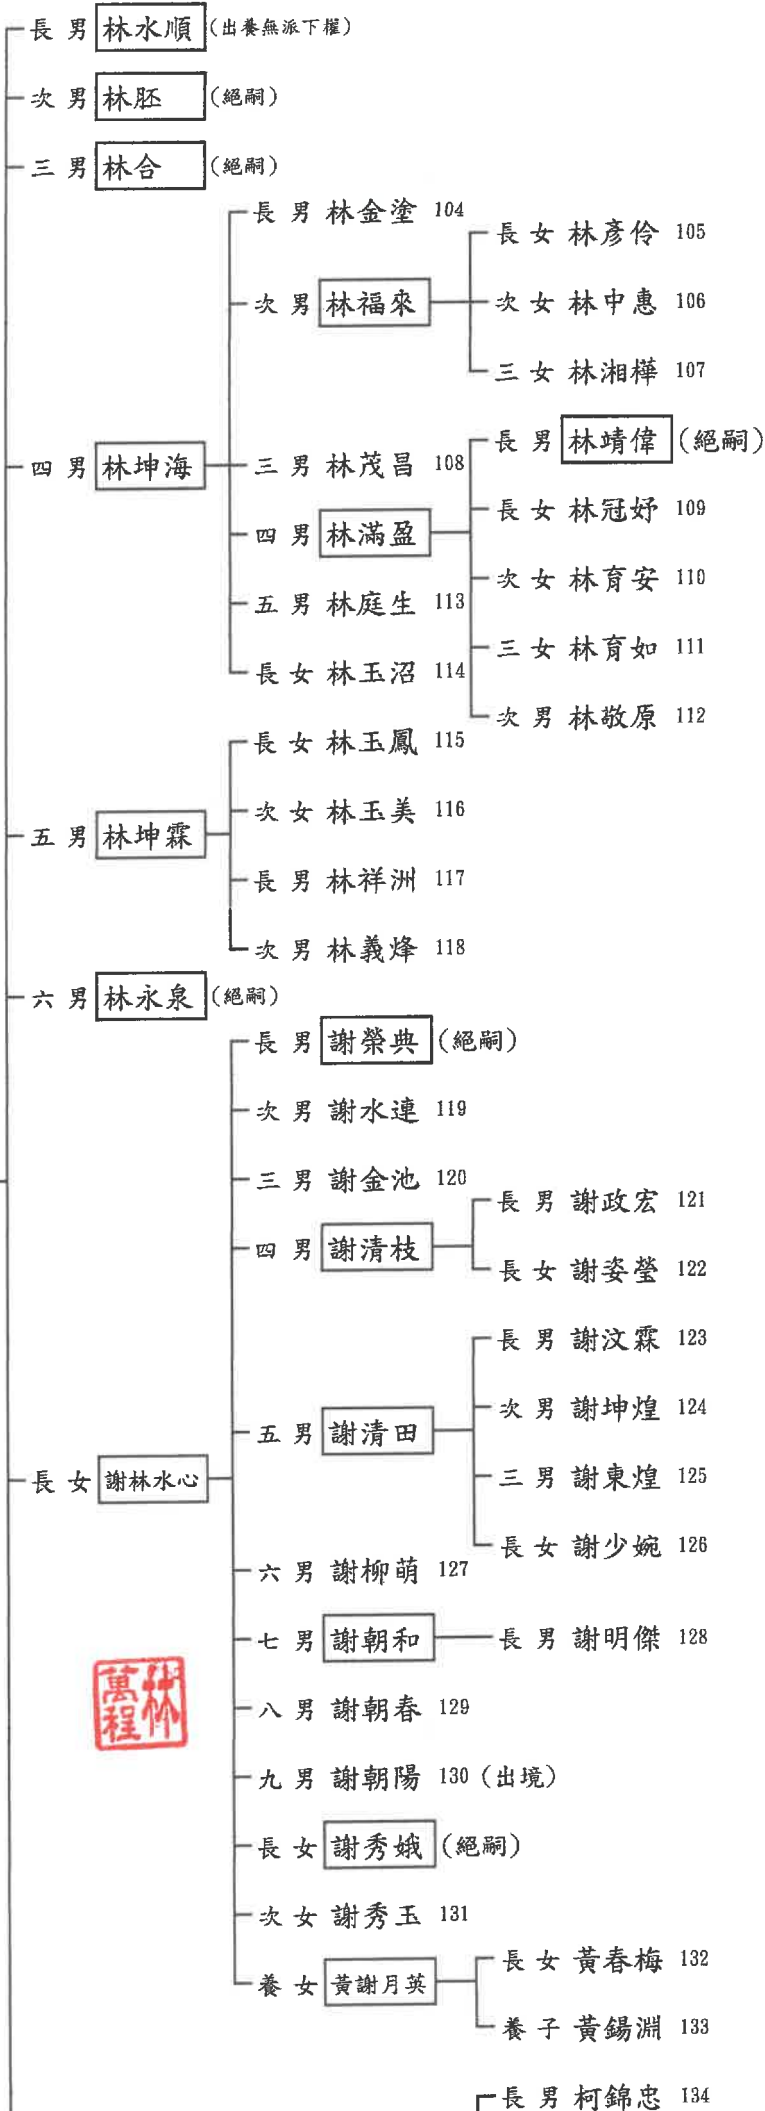 長男 林水順 (出養無派下權)
次男 林胚 (絕嗣)
三男 林合 (絕嗣)
長男 林金塗 104
長女 林彥伶 105
次男 林福來
次女 林中惠 106
三女 林湘樺 107
長男 林靖偉 (絕嗣)
四男 林坤海
三男 林茂昌 108
長女 林冠妤 109
四男 林滿盈
次女 林育安 110
五男 林庭生 113
三女 林育如 111
長女 林玉沼 114
次男 林敬原 112
長女 林玉鳳 115
次女 林玉美 116
五男 林坤霖
長男 林祥洲 117
次男 林義烽 118
六男 林永泉 (絕嗣)
長男 謝榮典 (絕嗣)
次男 謝水連 119
三男 謝金池 120
長男 謝政宏 121
四男 謝清枝
長女 謝姿瑩 122
長男 謝汶霖 123
次男 謝坤煌 124
五男 謝清田
三男 謝東煌 125
長女 謝林水心
長女 謝少婉 126
六男 謝柳萌 127
七男 謝朝和
長男 謝明傑 128
林萬程
八男 謝朝春 129
九男 謝朝陽 130 (出境)
長女 謝秀娥 (絕嗣)
次女 謝秀玉 131
長女 黃春梅 132
養女 黃謝月英
養子 黃錫淵 133
長男 柯錦忠 134